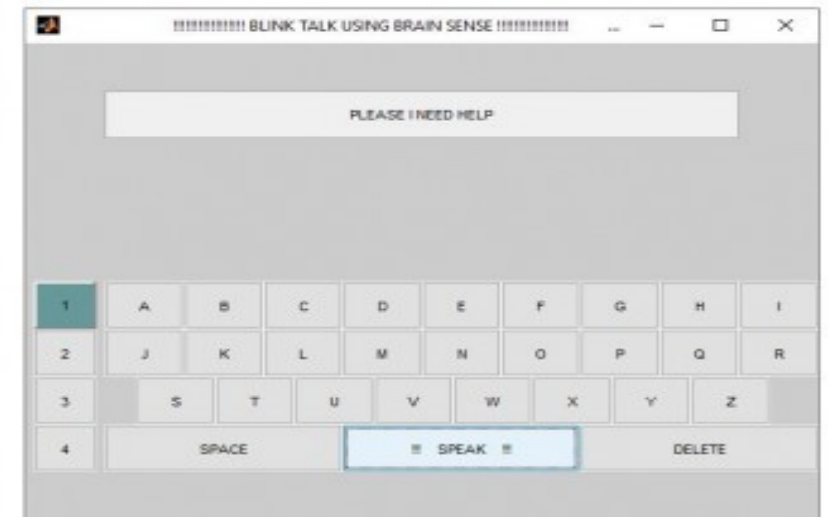 !!!!!!!!!!!!!!! BLINK TALK USING BRAIN SENSE !!!!!!!!!!!!!!! ...
PLEASE I NEED HELP
1 A B C D E F G H I
2 J K L M N O P Q R
3 S T U V W X Y Z
4 SPACE !! SPEAK !! DELETE